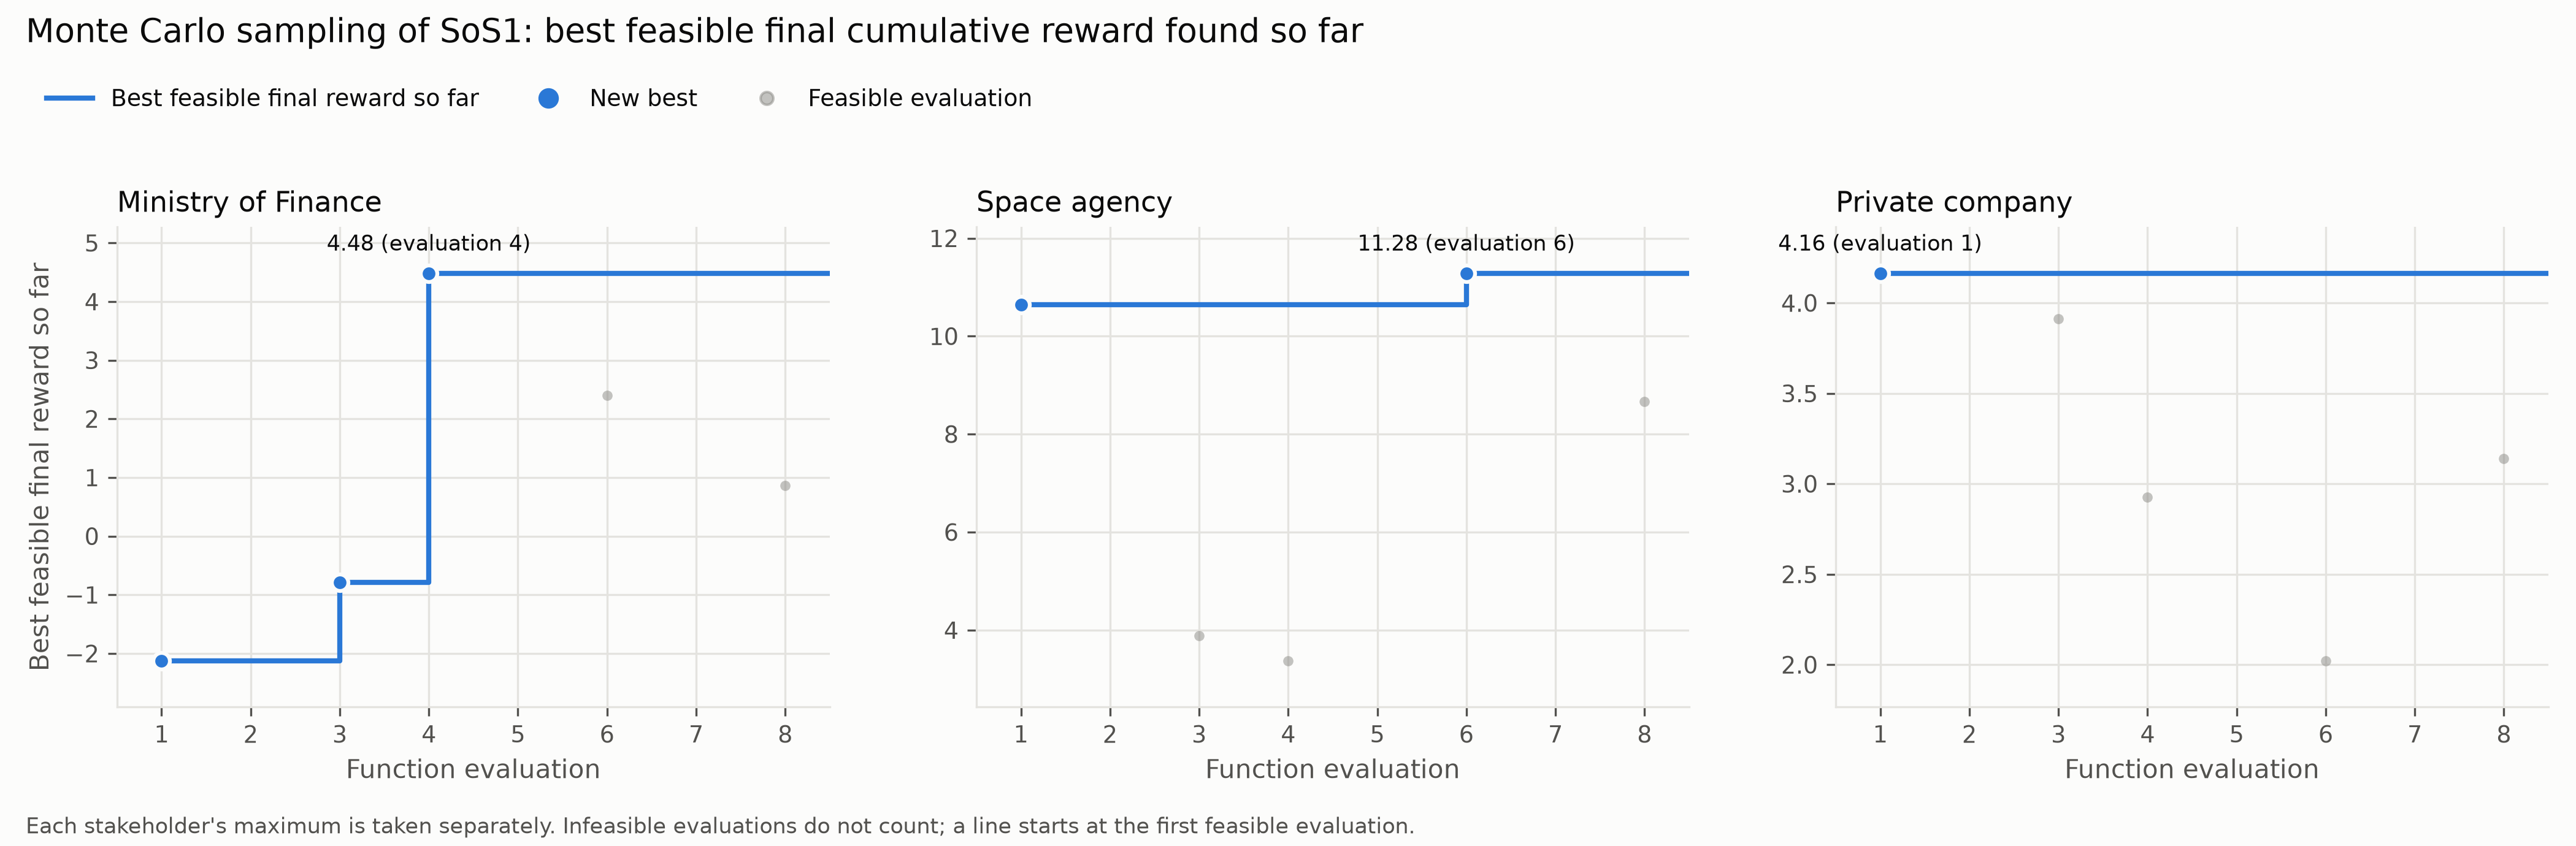 Monte Carlo sampling of SoS1: best feasible final cumulative reward found so far
Best feasible final reward so far
New best
Feasible evaluation
Ministry of Finance
4.48 (evaluation 4)
Best feasible final reward so far
5
4
3
2
1
0
−1
−2
1 2 3 4 5 6 7 8
Function evaluation
Space agency
11.28 (evaluation 6)
12
10
8
6
4
1 2 3 4 5 6 7 8
Function evaluation
Private company
4.16 (evaluation 1)
4.0
3.5
3.0
2.5
2.0
1 2 3 4 5 6 7 8
Function evaluation
Each stakeholder's maximum is taken separately. Infeasible evaluations do not count; a line starts at the first feasible evaluation.